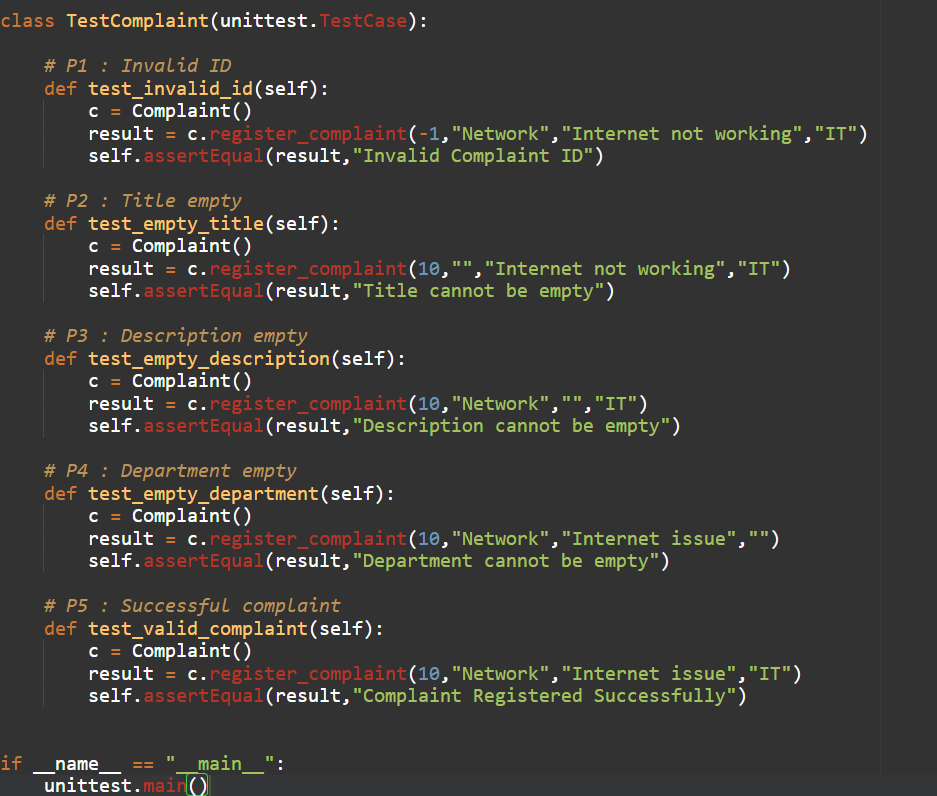 class TestComplaint(unittest.TestCase):

    # P1 : Invalid ID
    def test_invalid_id(self):
        c = Complaint()
        result = c.register_complaint(-1,"Network","Internet not working","IT")
        self.assertEqual(result,"Invalid Complaint ID")

    # P2 : Title empty
    def test_empty_title(self):
        c = Complaint()
        result = c.register_complaint(10,"","Internet not working","IT")
        self.assertEqual(result,"Title cannot be empty")

    # P3 : Description empty
    def test_empty_description(self):
        c = Complaint()
        result = c.register_complaint(10,"Network","","IT")
        self.assertEqual(result,"Description cannot be empty")

    # P4 : Department empty
    def test_empty_department(self):
        c = Complaint()
        result = c.register_complaint(10,"Network","Internet issue","")
        self.assertEqual(result,"Department cannot be empty")

    # P5 : Successful complaint
    def test_valid_complaint(self):
        c = Complaint()
        result = c.register_complaint(10,"Network","Internet issue","IT")
        self.assertEqual(result,"Complaint Registered Successfully")


if __name__ == "__main__":
    unittest.main()